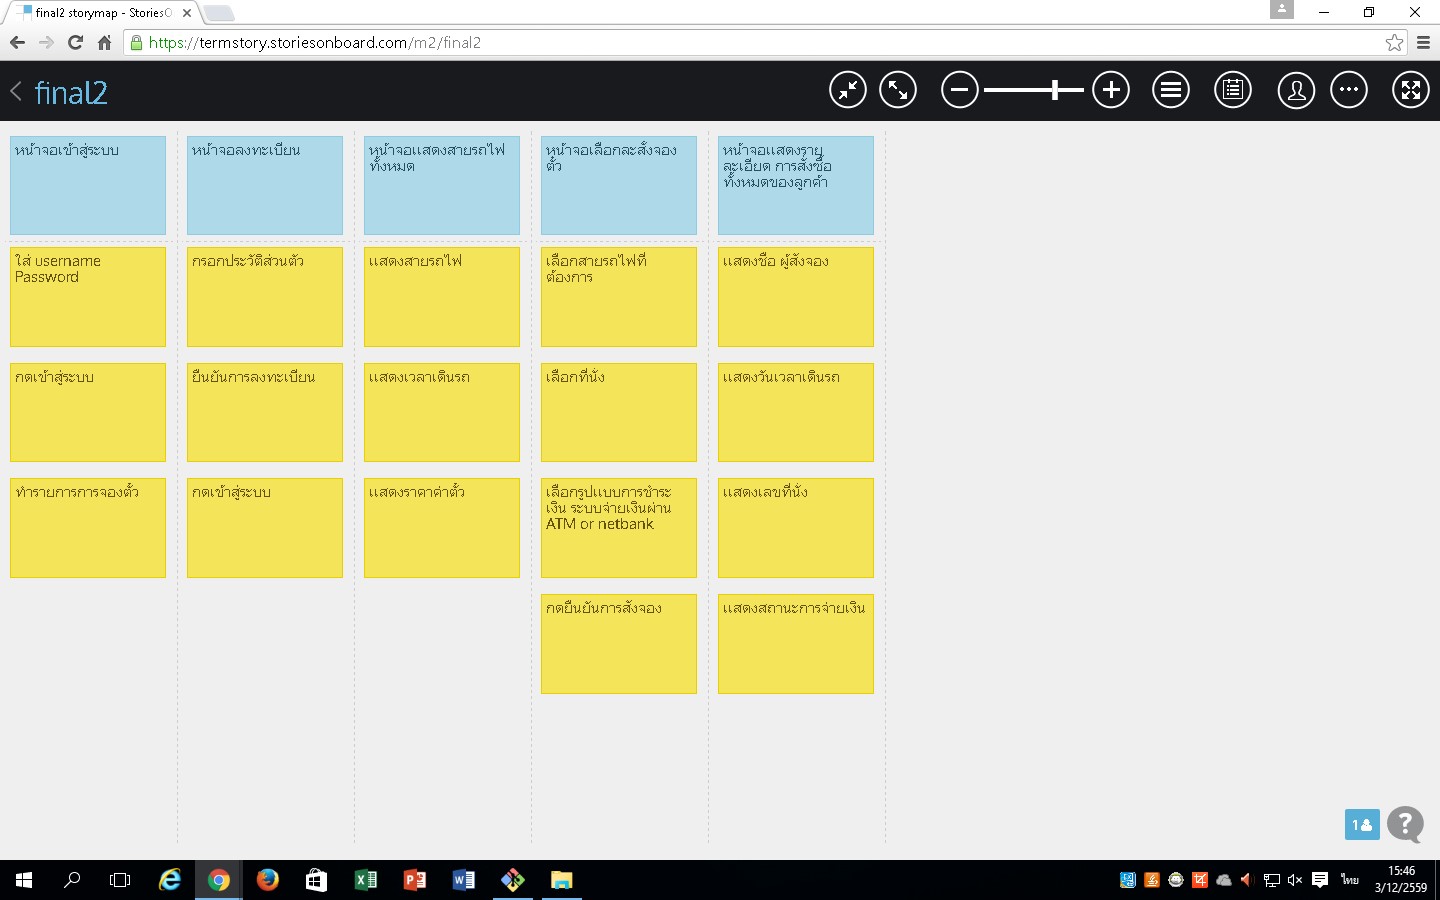 final2 storymap - StoriesO
https://termstory.storiesonboard.com/m2/final2
final2
หน้าจอเข้าสู่ระบบ
หน้าจอลงทะเบียน
หน้าจอแสดงสายรถไฟ
ทั้งหมด
หน้าจอเลือกละสั่งจอง
ตั๋ว
หน้าจอแสดงราย
ละเอียด การสั่งซื้อ
ทั้งหมดของลูกค้า
ใส่ username
Password
กรอกประวัติส่วนตัว
แสดงสายรถไฟ
เลือกสายรถไฟที่
ต้องการ
แสดงชื่อ ผู้สั่งจอง
กดเข้าสู่ระบบ
ยืนยันการลงทะเบียน
แสดงเวลาเดินรถ
เลือกที่นั่ง
แสดงวันเวลาเดินรถ
ทำรายการการจองตั๋ว
กดเข้าสู่ระบบ
แสดงราคาค่าตั๋ว
เลือกรูปแบบการชำระ
เงิน ระบบจ่ายเงินผ่าน
ATM or netbank
แสดงเลขที่นั่ง
กดยืนยันการสั่งจอง
แสดงสถานะการจ่ายเงิน
1
?
ไทย
15:46
3/12/2559